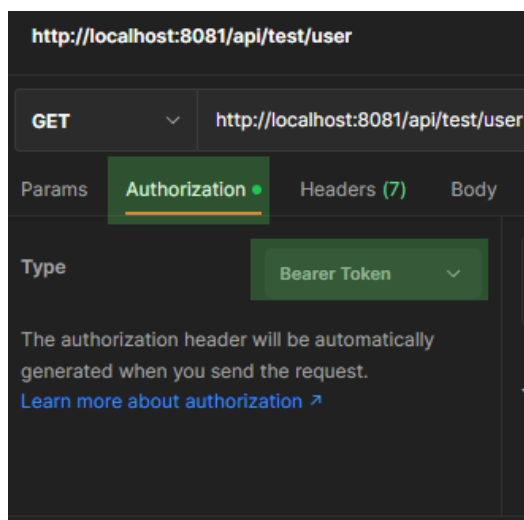 http://localhost:8081/api/test/user
GET http://localhost:8081/api/test/user
Params Authorization Headers (7) Body
Type Bearer Token
The authorization header will be automatically
generated when you send the request.
Learn more about authorization ↗